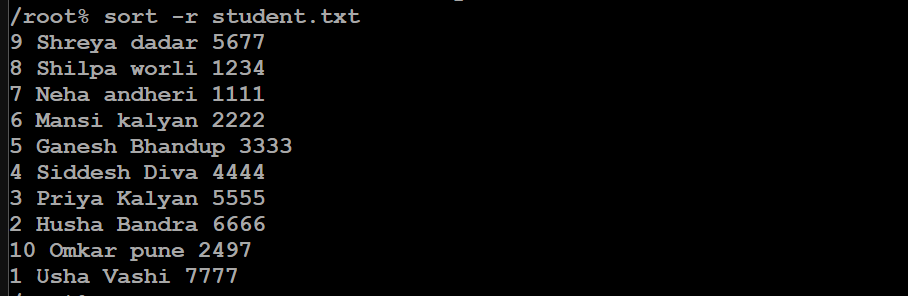 /root% sort -r student.txt
9 Shreya dadar 5677
8 Shilpa worli 1234
7 Neha andheri 1111
6 Mansi kalyan 2222
5 Ganesh Bhandup 3333
4 Siddesh Diva 4444
3 Priya Kalyan 5555
2 Husha Bandra 6666
10 Omkar pune 2497
1 Usha Vashi 7777